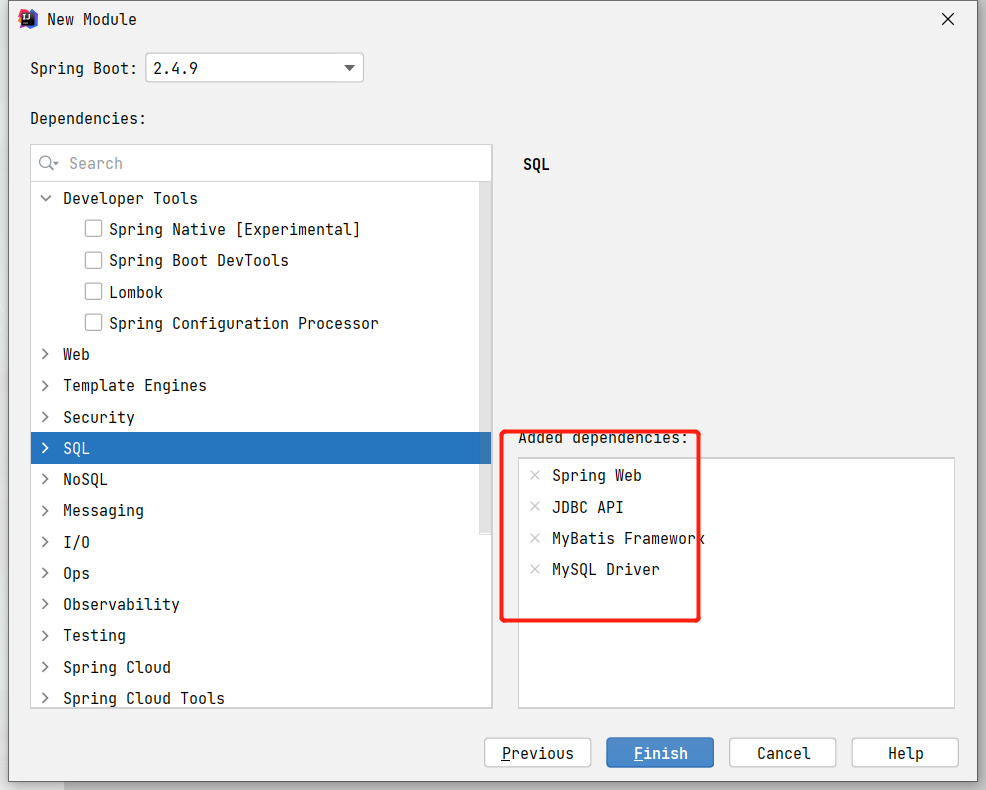 New Module
Spring Boot: 2.4.9
Dependencies:
Search
Developer Tools
Spring Native [Experimental]
Spring Boot DevTools
Lombok
Spring Configuration Processor
Web
Template Engines
Security
SQL
NoSQL
Messaging
I/O
Ops
Observability
Testing
Spring Cloud
Spring Cloud Tools
SQL
Added dependencies:
Spring Web
JDBC API
MyBatis Framework
MySQL Driver
Previous
Finish
Cancel
Help